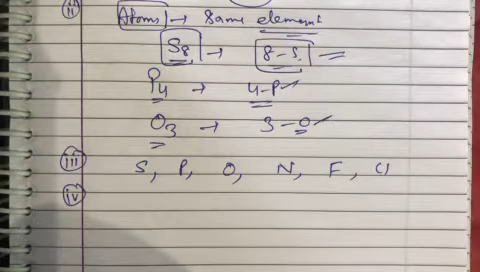 (ii) Atoms → Same element
S8 → 8-S
P4 → 4-P
O3 → 3-O
(iii) S, P, O, N, F, Cl
(iv)